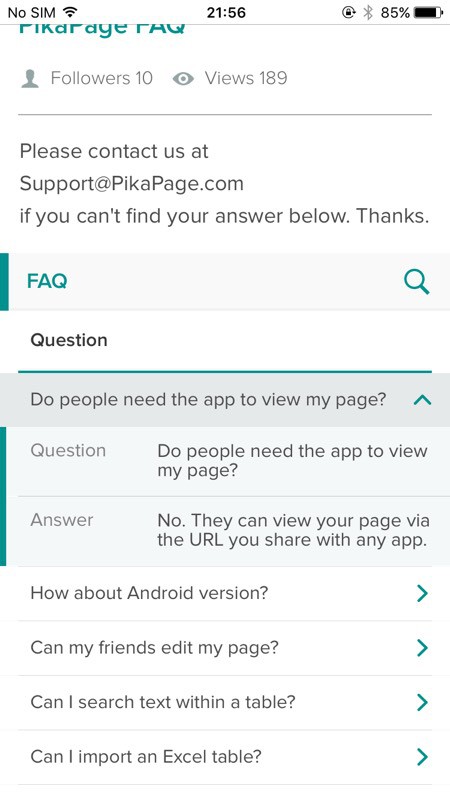 No SIM 21:56 85%
PikaPage FAQ
Followers 10 Views 189
Please contact us at
Support@PikaPage.com
if you can't find your answer below. Thanks.
FAQ
Question
Do people need the app to view my page?
Question Do people need the app to view
my page?
Answer No. They can view your page via
the URL you share with any app.
How about Android version?
Can my friends edit my page?
Can I search text within a table?
Can I import an Excel table?